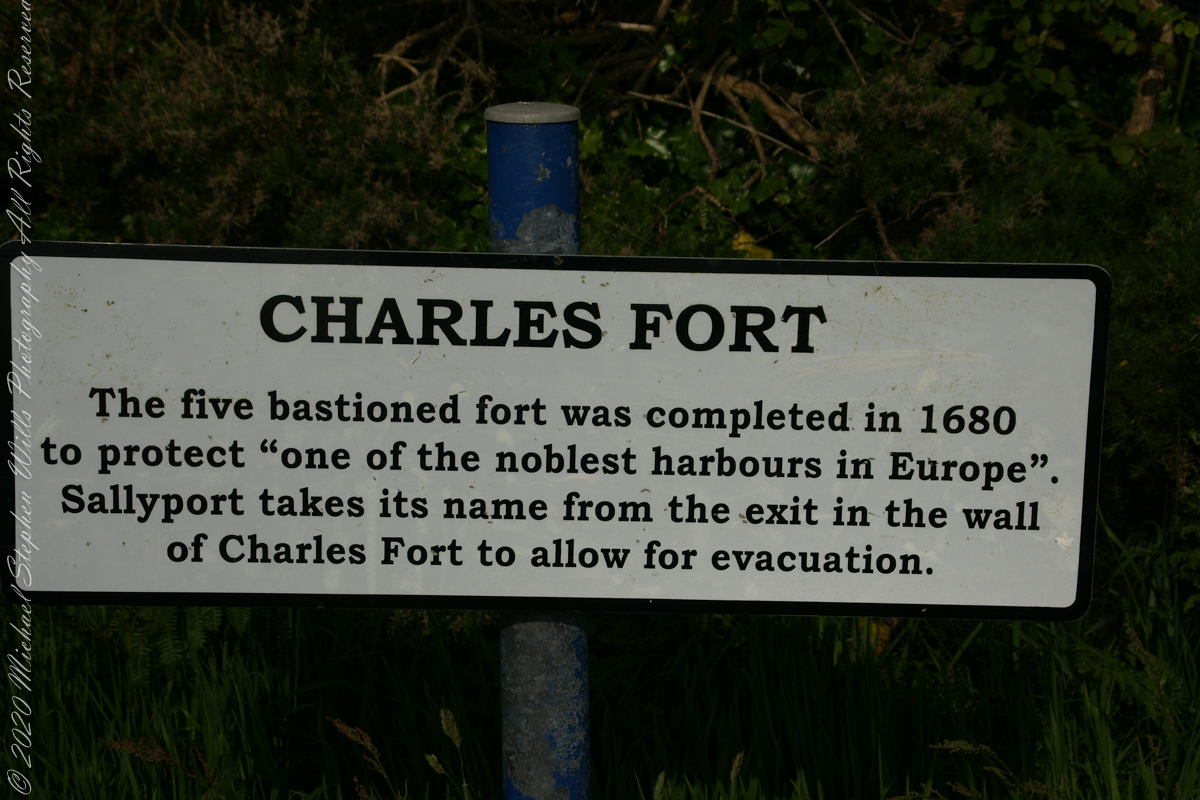 CHARLES FORT
The five bastioned fort was completed in 1680
to protect “one of the noblest harbours in Europe”.
Sallyport takes its name from the exit in the wall
of Charles Fort to allow for evacuation.
© 2020 Michael Stephen Wills Photography All Rights Reserved